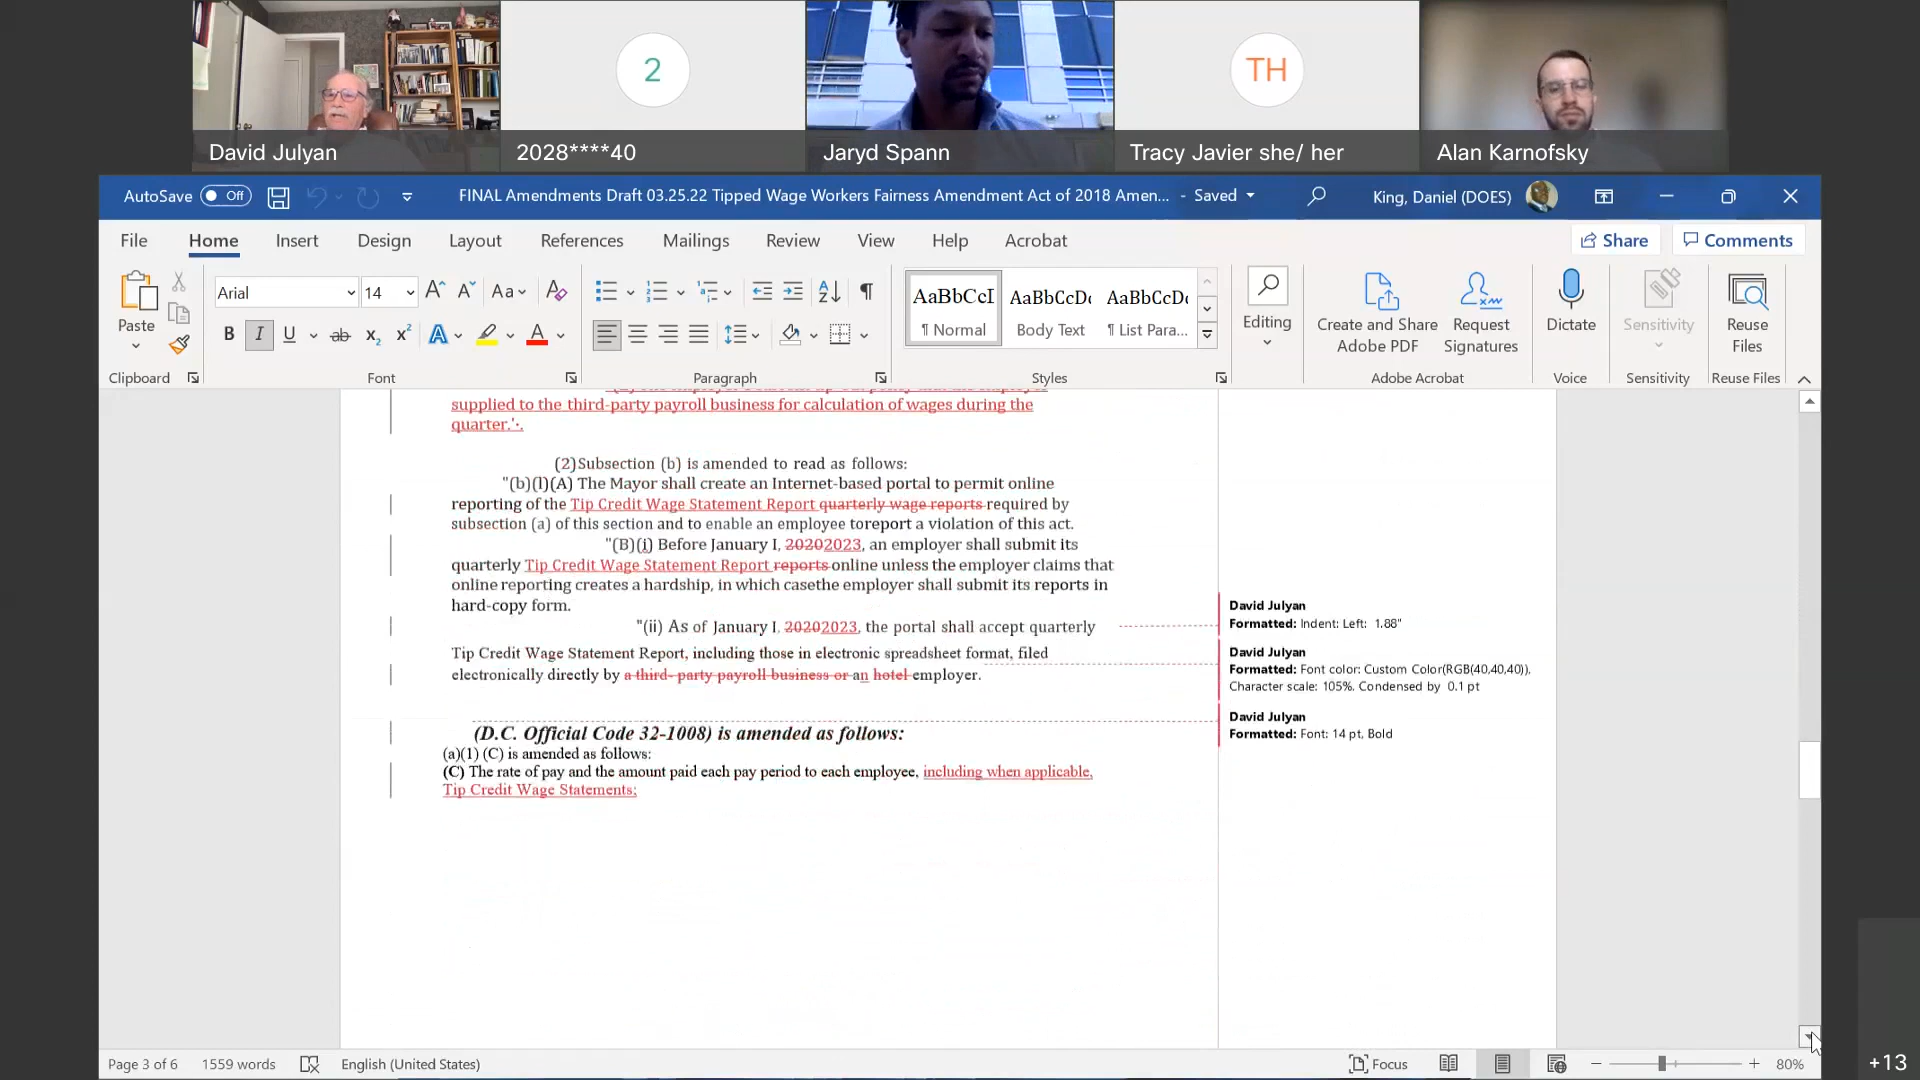 2
TH
David Julyan
2028****40
Jaryd Spann
Tracy Javier she/ her
Alan Karnofsky
AutoSave Off
FINAL Amendments Draft 03.25.22 Tipped Wage Workers Fairness Amendment Act of 2018 Amen... - Saved
King, Daniel (DOES)
File Home Insert Design Layout References Mailings Review View Help Acrobat
Share Comments
Paste
Arial 14
AaBbCcI AaBbCcDc AaBbCcDc
¶ Normal Body Text ¶ List Para...
Editing
Create and Share Adobe PDF
Request Signatures
Dictate
Sensitivity
Reuse Files
Clipboard Font Paragraph Styles Adobe Acrobat Voice Sensitivity Reuse Files
supplied to the third-party payroll business for calculation of wages during the
quarter.'.
(2)Subsection (b) is amended to read as follows:
"(b)(l)(A) The Mayor shall create an Internet-based portal to permit online
reporting of the Tip Credit Wage Statement Report quarterly wage reports required by
subsection (a) of this section and to enable an employee toreport a violation of this act.
"(B)(i) Before January I, 20202023, an employer shall submit its
quarterly Tip Credit Wage Statement Report reports online unless the employer claims that
online reporting creates a hardship, in which casethe employer shall submit its reports in
hard-copy form.
"(ii) As of January I, 20202023, the portal shall accept quarterly
Tip Credit Wage Statement Report, including those in electronic spreadsheet format, filed
electronically directly by a third- party payroll business or an hotel employer.
(D.C. Official Code 32-1008) is amended as follows:
(a)(1) (C) is amended as follows:
(C) The rate of pay and the amount paid each pay period to each employee, including when applicable,
Tip Credit Wage Statements;
David Julyan
Formatted: Indent: Left: 1.88"
David Julyan
Formatted: Font color: Custom Color(RGB(40,40,40)),
Character scale: 105%, Condensed by 0.1 pt
David Julyan
Formatted: Font: 14 pt, Bold
Page 3 of 6 1559 words English (United States) Focus 80%
+13